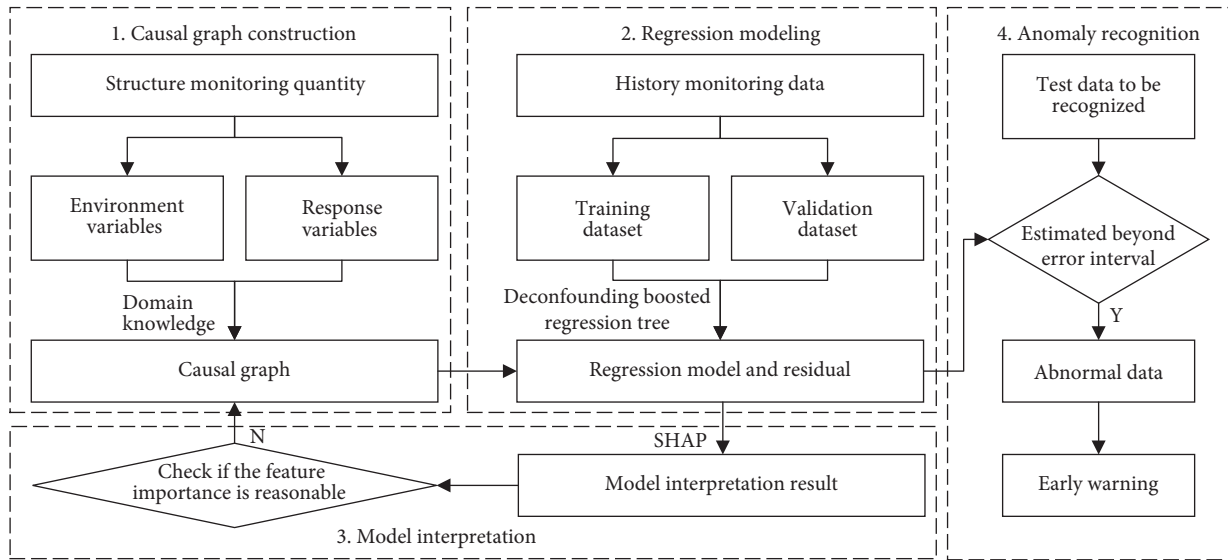 1. Causal graph construction
Structure monitoring quantity
Environment
variables
Response
variables
Domain
knowledge
Causal graph
2. Regression modeling
History monitoring data
Training
dataset
Validation
dataset
Deconfounding boosted
regression tree
Regression model and residual
N
Check if the feature
importance is reasonable
SHAP
Model interpretation result
3. Model interpretation
4. Anomaly recognition
Test data to be
recognized
Estimated beyond
error interval
Y
Abnormal data
Early warning